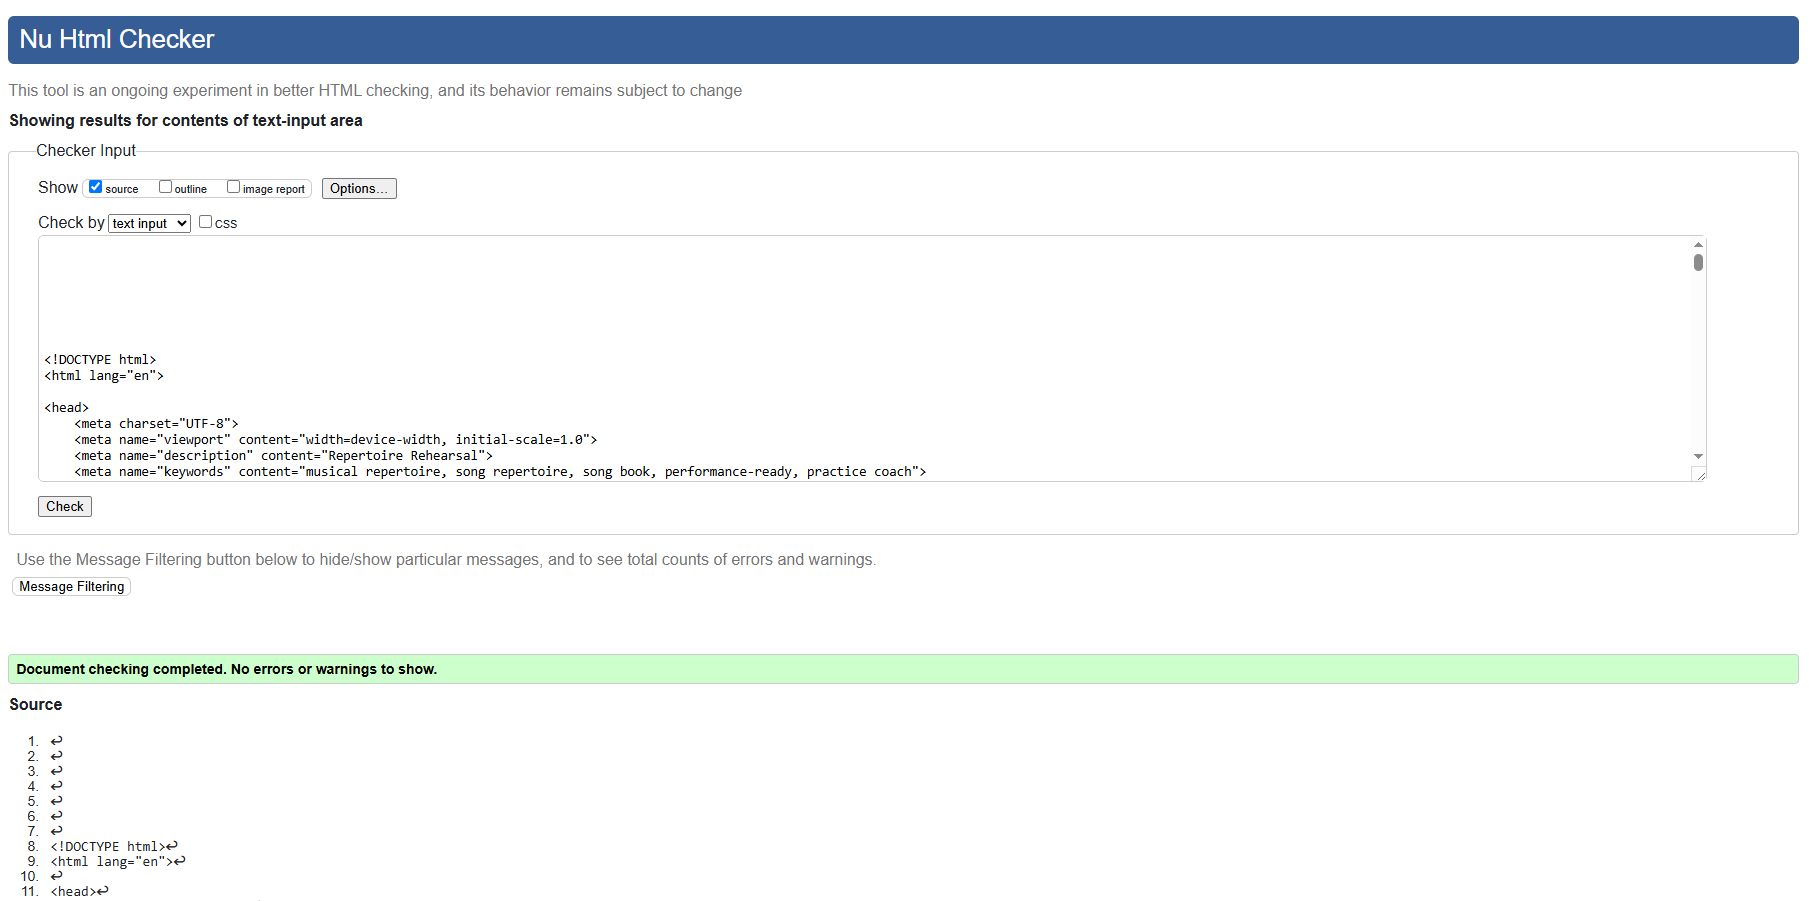 Nu Html Checker
This tool is an ongoing experiment in better HTML checking, and its behavior remains subject to change
Showing results for contents of text-input area
Checker Input
Show source outline image report Options...
Check by text input css
<!DOCTYPE html>
<html lang="en">
<head>
<meta charset="UTF-8">
<meta name="viewport" content="width=device-width, initial-scale=1.0">
<meta name="description" content="Repertoire Rehearsal">
<meta name="keywords" content="musical repertoire, song repertoire, song book, performance-ready, practice coach">
Check
Use the Message Filtering button below to hide/show particular messages, and to see total counts of errors and warnings.
Message Filtering
Document checking completed. No errors or warnings to show.
Source
1. ↩
2. ↩
3. ↩
4. ↩
5. ↩
6. ↩
7. ↩
8. <!DOCTYPE html>↩
9. <html lang="en">↩
10. ↩
11. <head>↩